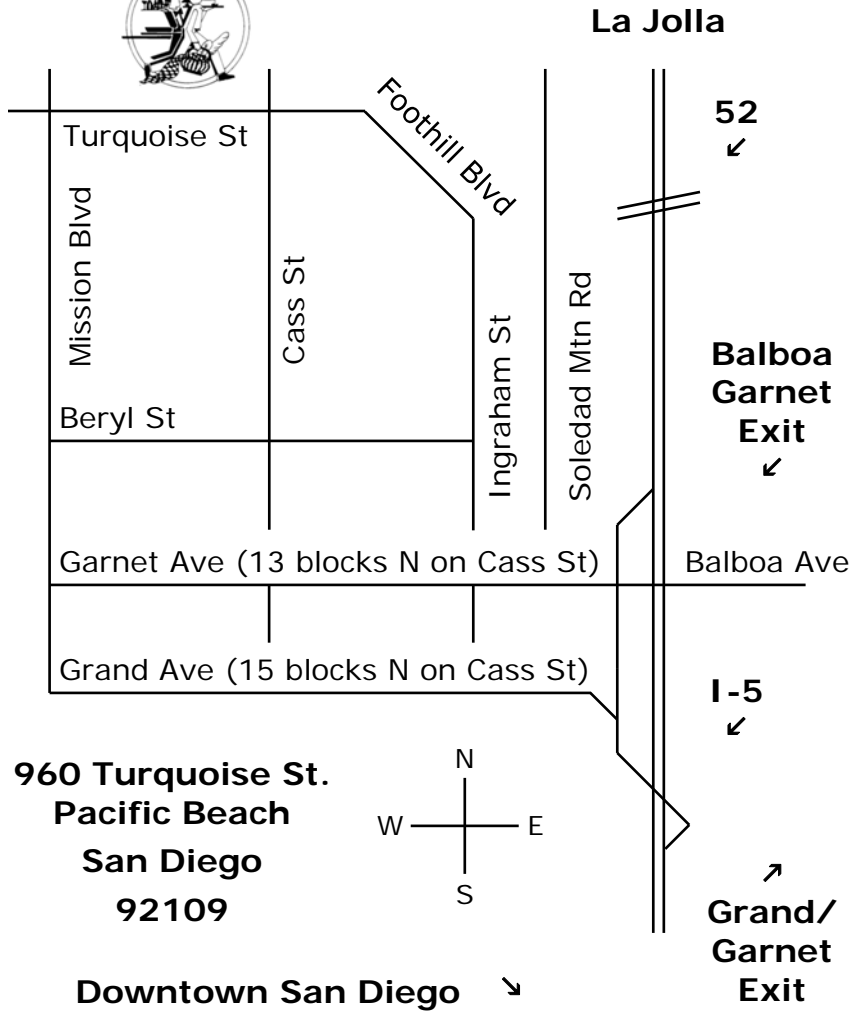 La Jolla
52
↙
Turquoise St
Foothill Blvd
Mission Blvd
Cass St
Ingraham St
Soledad Mtn Rd
Balboa
Garnet
Exit
↙
Beryl St
Garnet Ave (13 blocks N on Cass St)
Balboa Ave
Grand Ave (15 blocks N on Cass St)
I-5
↙
960 Turquoise St.
Pacific Beach
San Diego
92109
N
W
E
S
↗
Grand/
Garnet
Exit
Downtown San Diego ↘